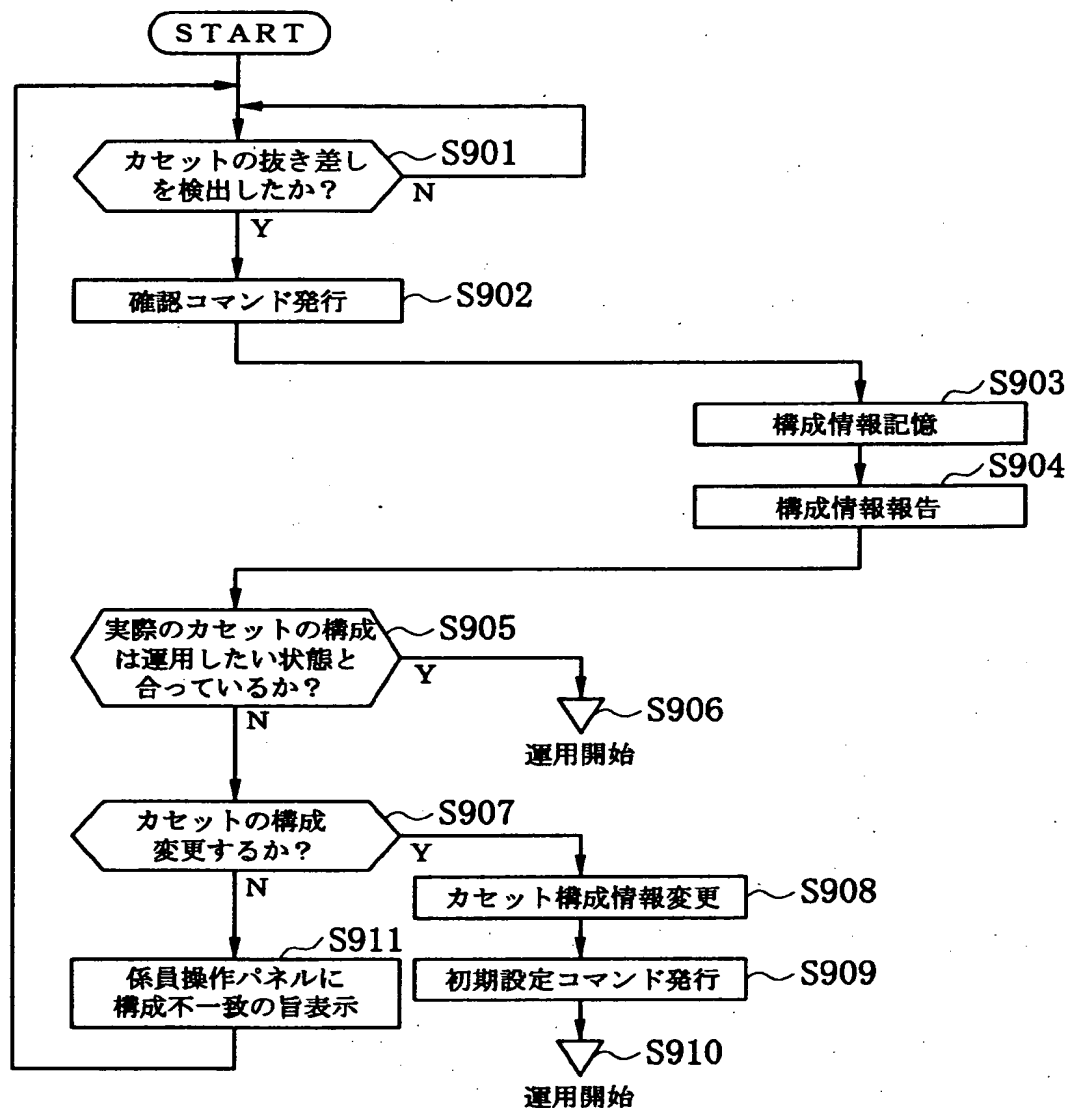 START
カセットの抜き差し
を検出したか?
S901
N
Y
確認コマンド発行
S902
S903
構成情報記憶
S904
構成情報報告
実際のカセットの構成
は運用したい状態と
合っているか?
S905
Y
N
S906
運用開始
カセットの構成
変更するか?
S907
Y
N
カセット構成情報変更
S908
S911
係員操作パネルに
構成不一致の旨表示
初期設定コマンド発行
S909
S910
運用開始